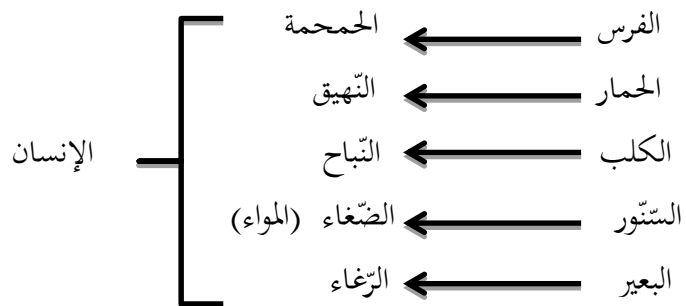 الفرس الحمحمة
الحمار النّهيق
الكلب النّباح
الإنسان
السّنّور الضّغاء (المواء)
البعير الرّغاء